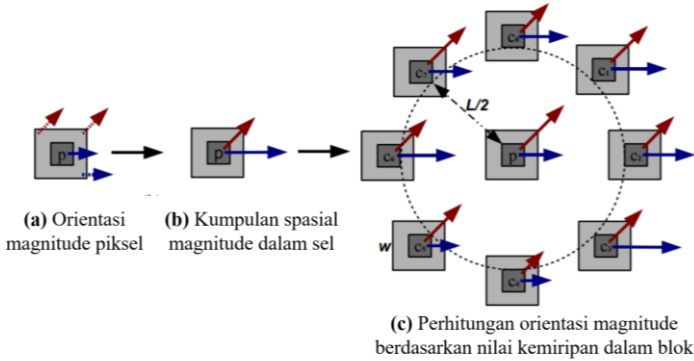 c₈
c₇
c₁
L/2
p
p
c₆
p
c₂
w
c₅
c₃
c₄
(a) Orientasi
magnitude piksel
(b) Kumpulan spasial
magnitude dalam sel
(c) Perhitungan orientasi magnitude
berdasarkan nilai kemiripan dalam blok